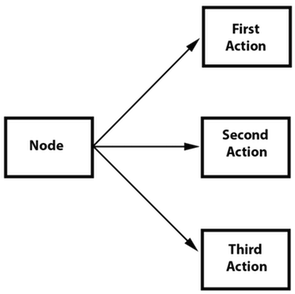 First
Action
Node
Second
Action
Third
Action